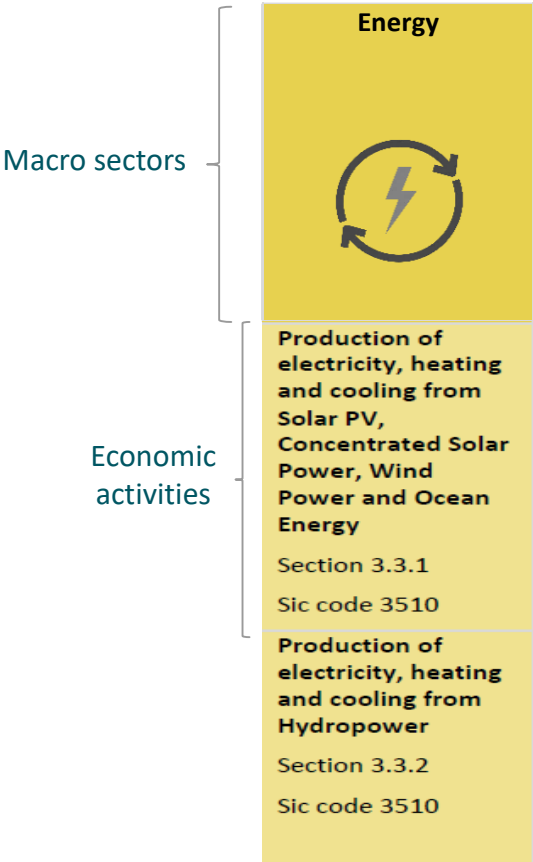 Energy
Macro sectors
Production of
electricity, heating
and cooling from
Solar PV,
Concentrated Solar
Power, Wind
Power and Ocean
Energy
Section 3.3.1
Sic code 3510
Economic
activities
Production of
electricity, heating
and cooling from
Hydropower
Section 3.3.2
Sic code 3510